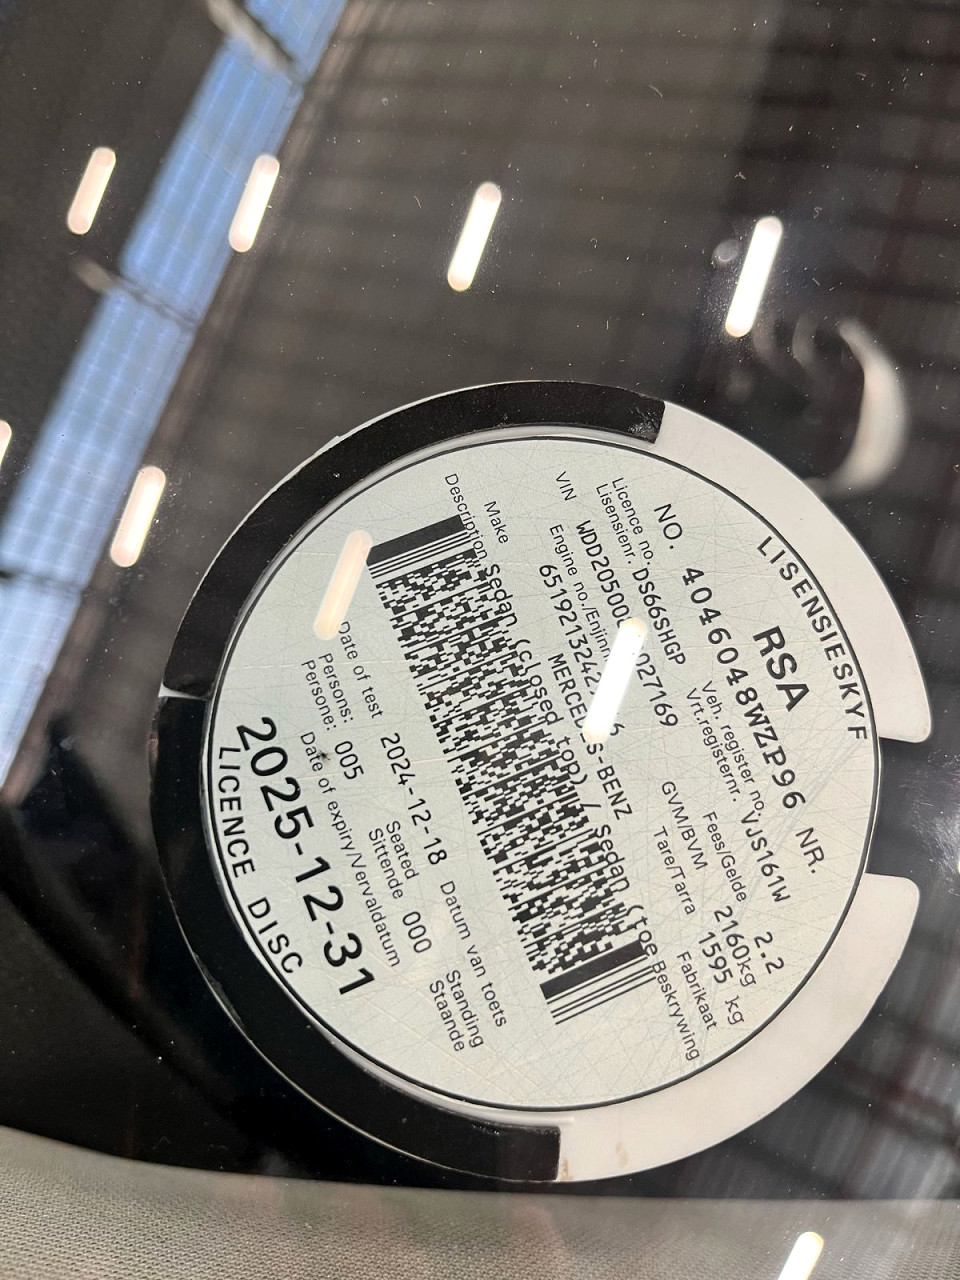 LISENSIESKYF
RSA
NO. 4046048WZP96 NR.
Licence no.
Lisensienr. DS66SHGP
Veh. register no.
Vrt.registernr. VJS161W
Fees/Gelde 2.2
VIN
GVM/BVM 2160kg
Engine no./Enjinnr.
Tare/Tarra 1595 kg
Make MERCEDES-BENZ Fabrikaat
Description Sedan (closed top) / Sedan (toe Beskrywing
Date of test 2024-12-18 Datum van toets
Persons: Seated Standing
Persone: 005 Sittende 000 Staande
Date of expiry/Vervaldatum
2025-12-31
LICENCE DISC